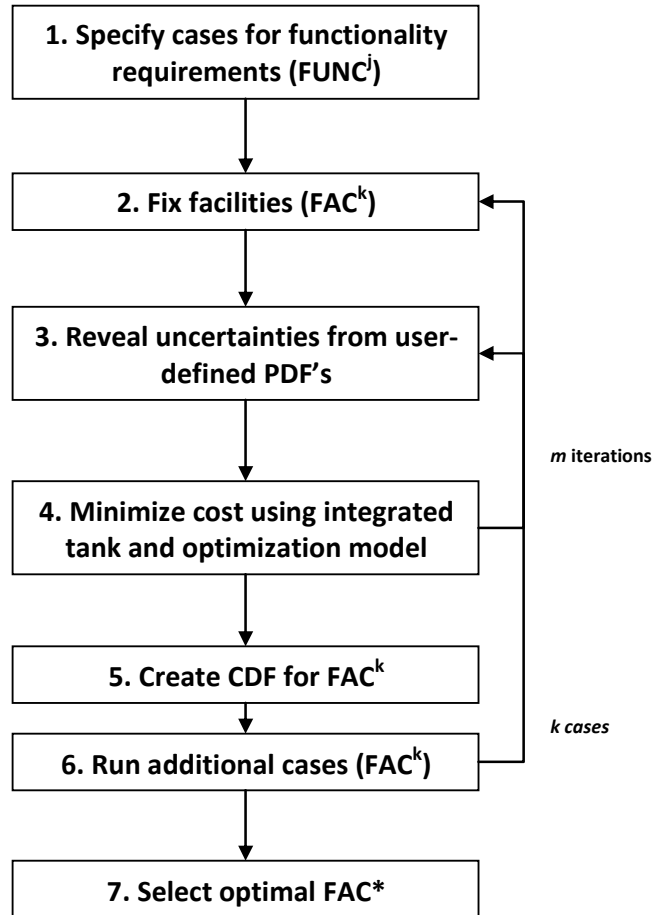 1. Specify cases for functionality
requirements (FUNC^j)
2. Fix facilities (FAC^k)
3. Reveal uncertainties from user-
defined PDF's
m iterations
4. Minimize cost using integrated
tank and optimization model
5. Create CDF for FAC^k
k cases
6. Run additional cases (FAC^k)
7. Select optimal FAC*